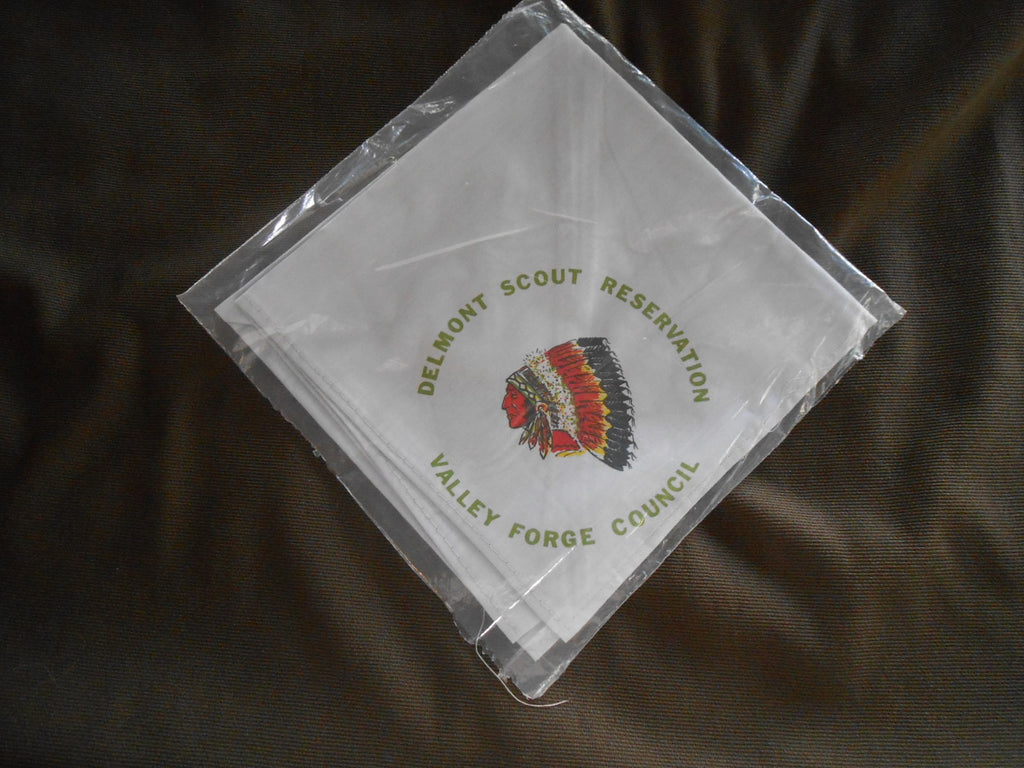 DELMONT SCOUT RESERVATION
VALLEY FORGE COUNCIL